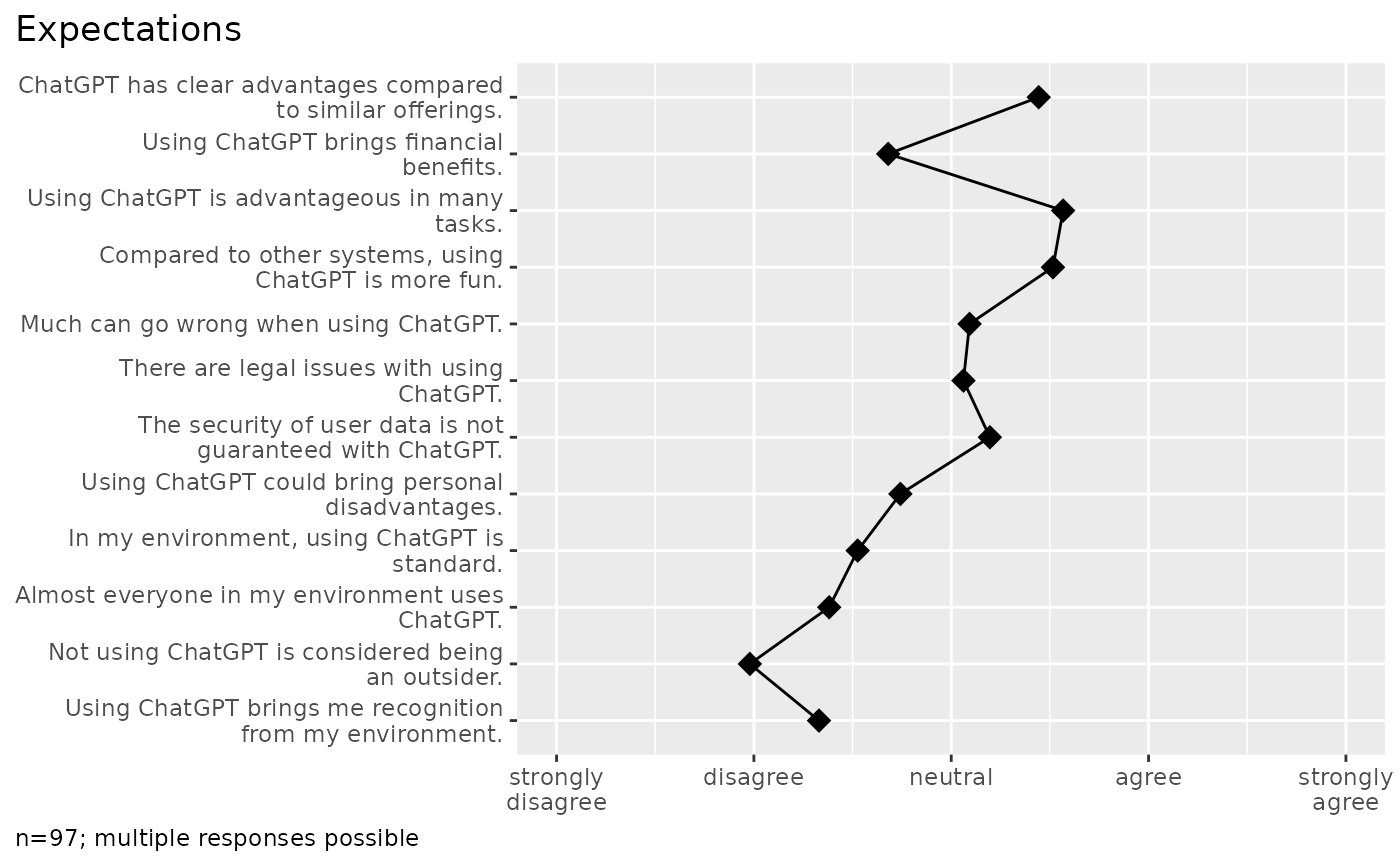 Expectations
ChatGPT has clear advantages compared
to similar offerings.
Using ChatGPT brings financial
benefits.
Using ChatGPT is advantageous in many
tasks.
Compared to other systems, using
ChatGPT is more fun.
Much can go wrong when using ChatGPT.
There are legal issues with using
ChatGPT.
The security of user data is not
guaranteed with ChatGPT.
Using ChatGPT could bring personal
disadvantages.
In my environment, using ChatGPT is
standard.
Almost everyone in my environment uses
ChatGPT.
Not using ChatGPT is considered being
an outsider.
Using ChatGPT brings me recognition
from my environment.
strongly disagree neutral agree strongly
disagree agree
n=97; multiple responses possible